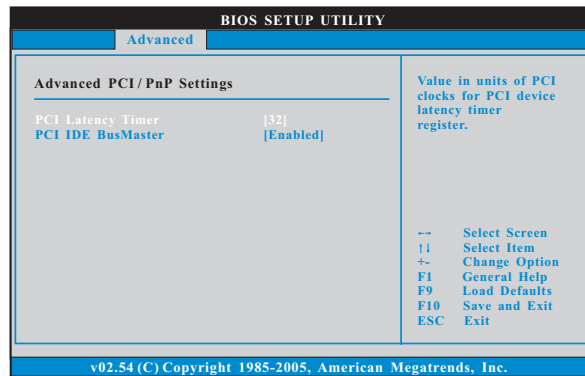 BIOS SETUP UTILITY
Advanced
Advanced PCI / PnP Settings
PCI Latency Timer [32]
PCI IDE BusMaster [Enabled]
Value in units of PCI
clocks for PCI device
latency timer
register.
←→ Select Screen
↑↓ Select Item
+- Change Option
F1 General Help
F9 Load Defaults
F10 Save and Exit
ESC Exit
v02.54 (C) Copyright 1985-2005, American Megatrends, Inc.